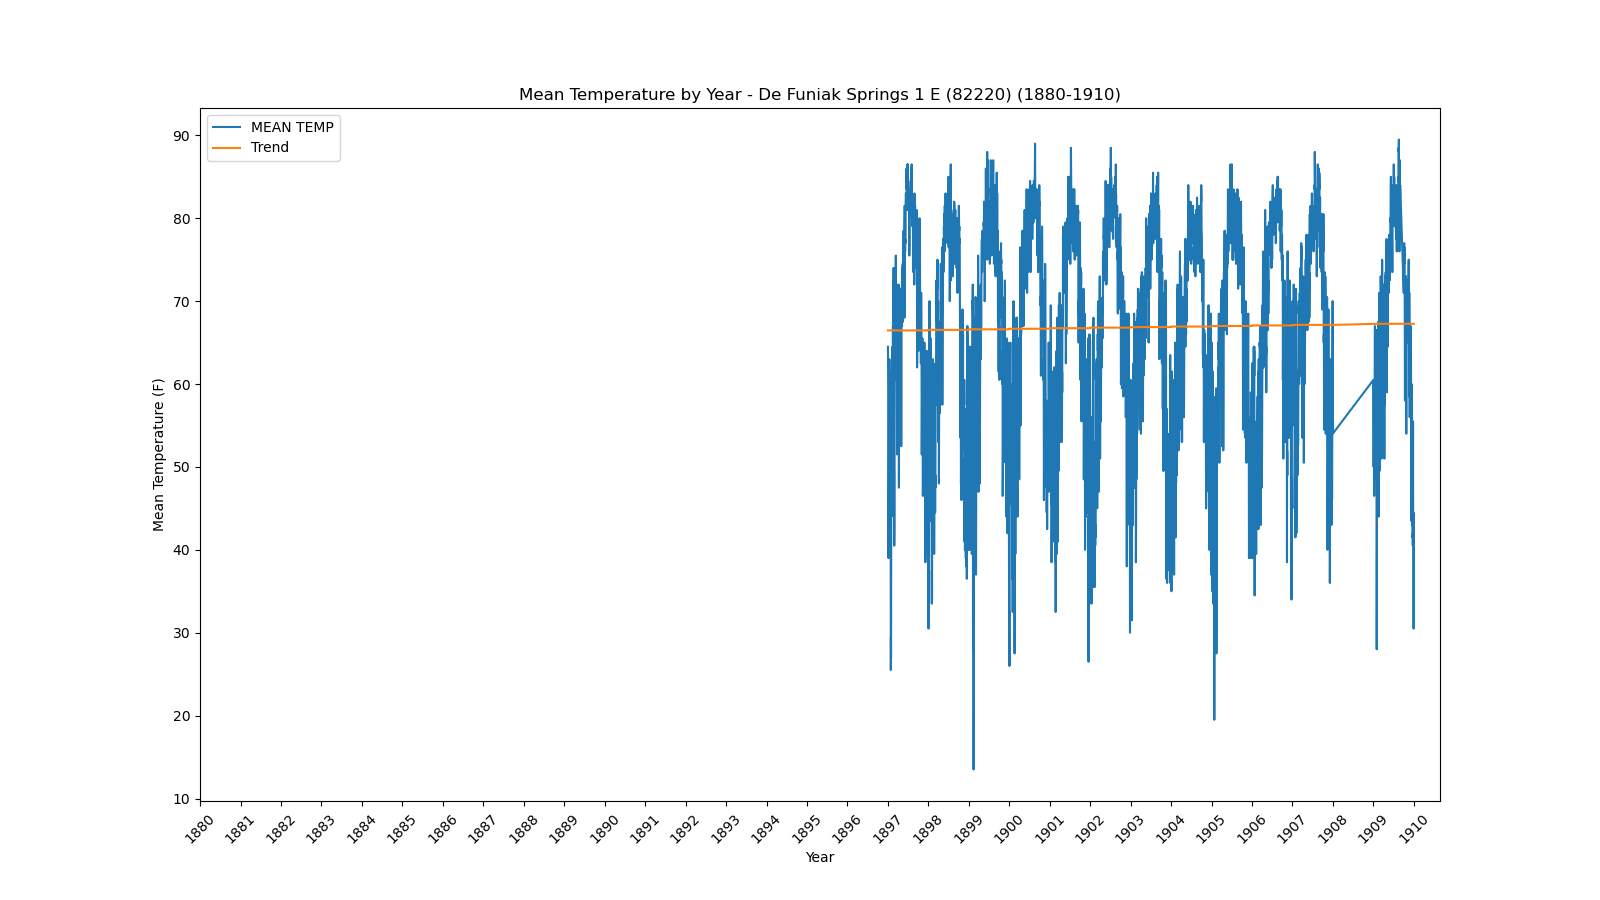 Mean Temperature by Year - De Funiak Springs 1 E (82220) (1880-1910)
MEAN TEMP
Trend
Mean Temperature (F)
90
80
70
60
50
40
30
20
10
1880 1881 1882 1883 1884 1885 1886 1887 1888 1889 1890 1891 1892 1893 1894 1895 1896 1897 1898 1899 1900 1901 1902 1903 1904 1905 1906 1907 1908 1909 1910
Year